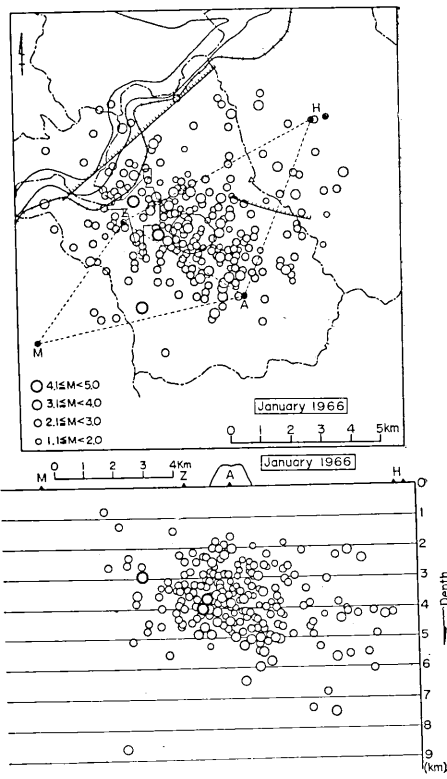 H
Z
A
M
4.1≦M<5.0
3.1≦M<4.0
2.1≦M<3.0
1.1≦M<2.0
January 1966
0 1 2 3 4 5km
January 1966
0 1 2 3 4Km
M Z A H
0
1
2
3
4
5
6
7
8
9
Depth
(km)